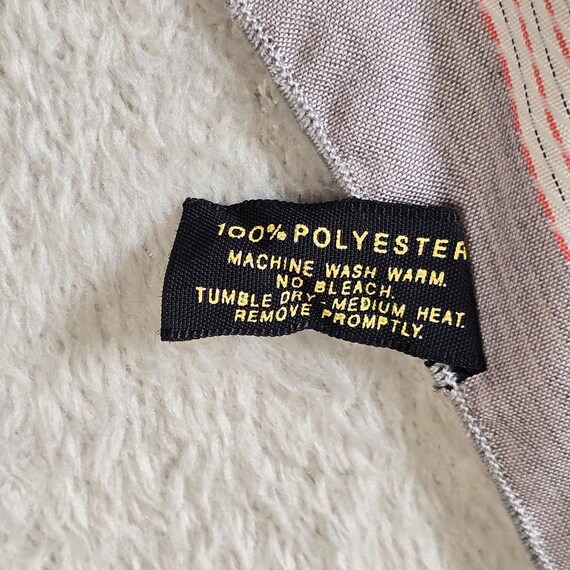 100% POLYESTER
MACHINE WASH WARM.
NO BLEACH.
TUMBLE DRY - MEDIUM HEAT.
REMOVE PROMPTLY.